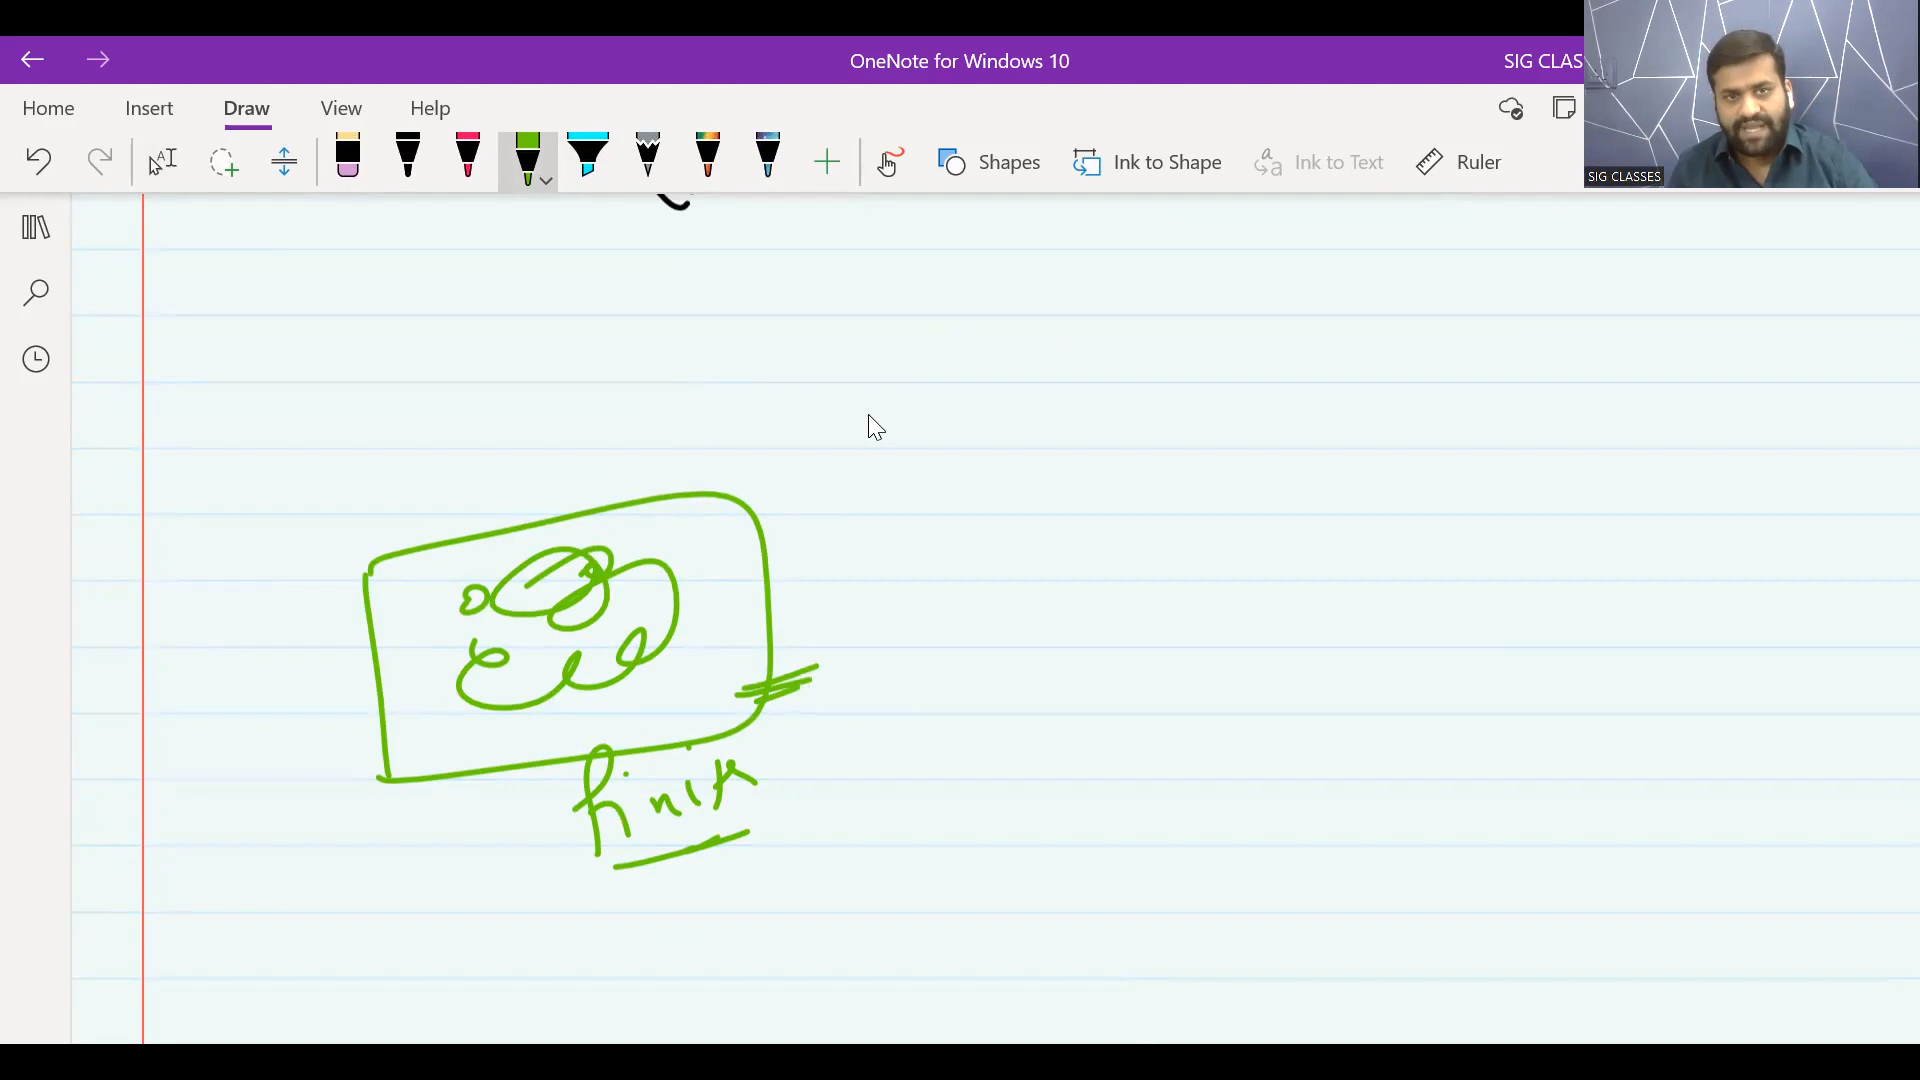 OneNote for Windows 10
SIG CLAS
Home Insert Draw View Help
Shapes Ink to Shape Ink to Text Ruler
SIG CLASSES